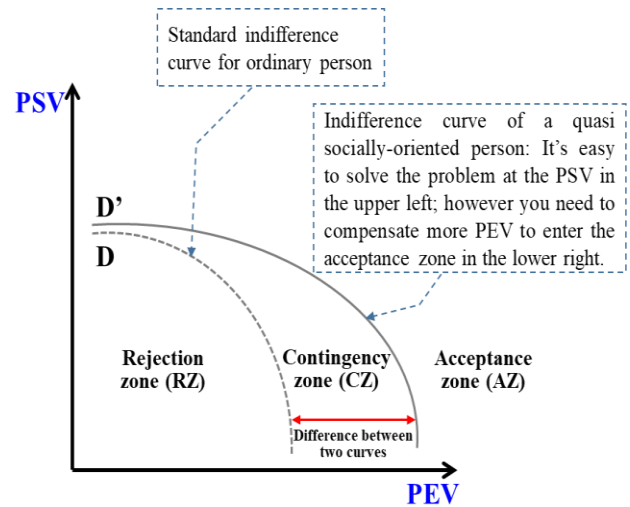 Standard indifference
curve for ordinary person
PSV
Indifference curve of a quasi
socially-oriented person: It's easy
to solve the problem at the PSV in
the upper left; however you need to
compensate more PEV to enter the
acceptance zone in the lower right.
D’
D
Rejection
zone (RZ)
Contingency
zone (CZ)
Acceptance
zone (AZ)
Difference between
two curves
PEV